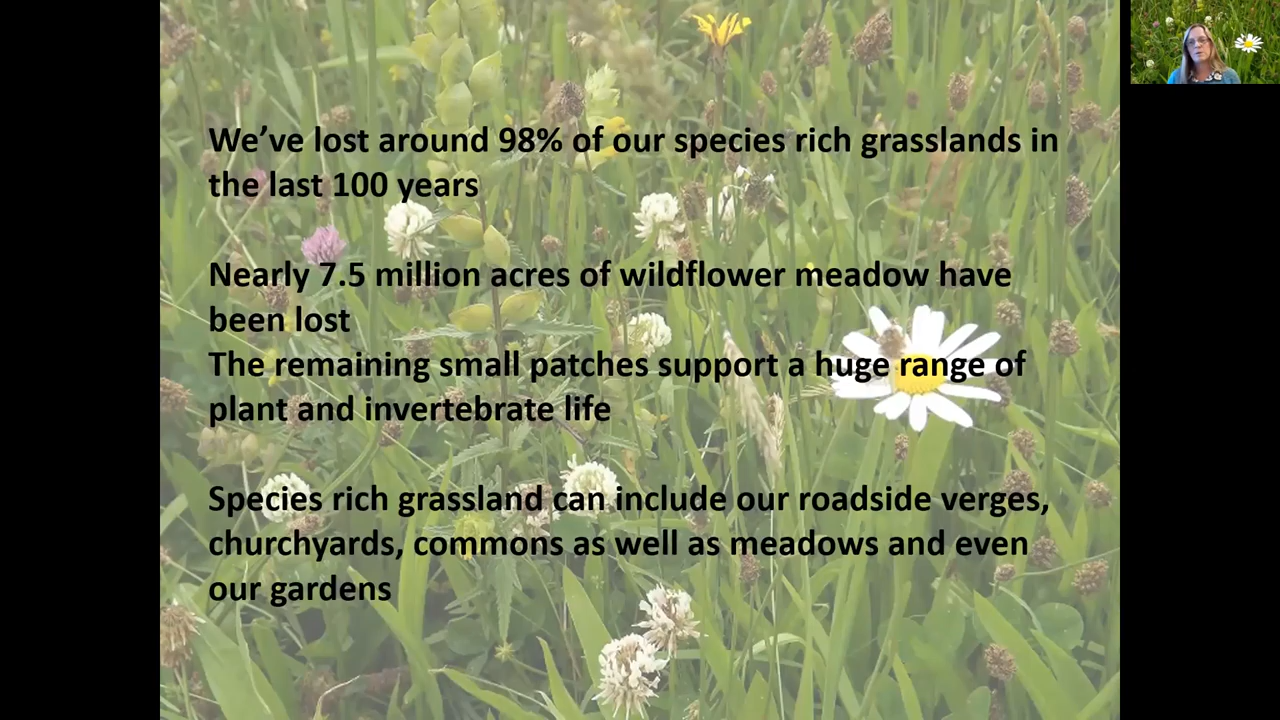 We’ve lost around 98% of our species rich grasslands in
the last 100 years
Nearly 7.5 million acres of wildflower meadow have
been lost
The remaining small patches support a huge range of
plant and invertebrate life
Species rich grassland can include our roadside verges,
churchyards, commons as well as meadows and even
our gardens